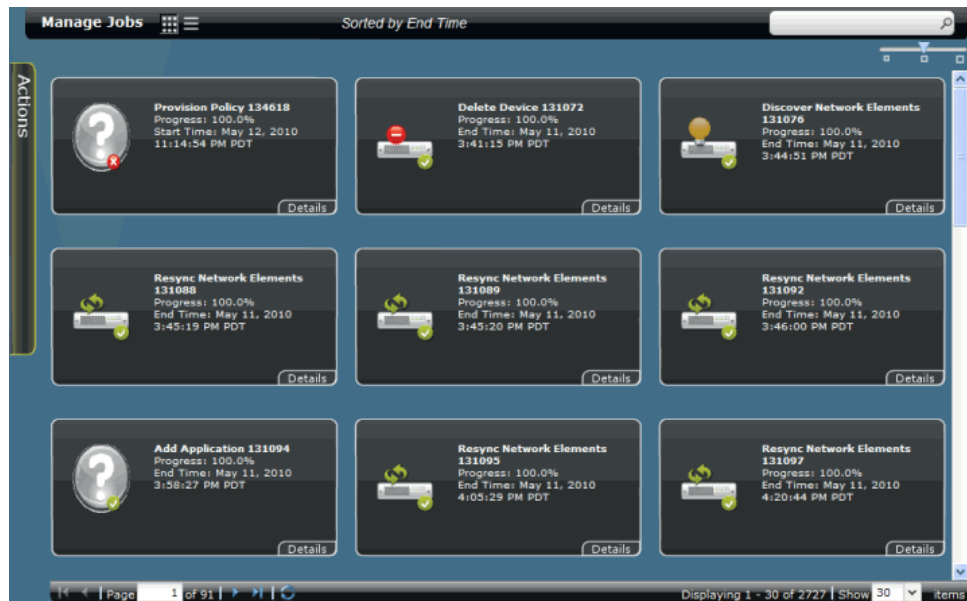 Manage Jobs
Sorted by End Time
Actions
Provision Policy 134618
Progress: 100.0%
Start Time: May 12, 2010
11:14:54 PM PDT
Details
Delete Device 131072
Progress: 100.0%
End Time: May 11, 2010
3:41:15 PM PDT
Details
Discover Network Elements
131076
Progress: 100.0%
End Time: May 11, 2010
3:44:51 PM PDT
Details
Resync Network Elements
131088
Progress: 100.0%
End Time: May 11, 2010
3:45:19 PM PDT
Details
Resync Network Elements
131089
Progress: 100.0%
End Time: May 11, 2010
3:45:20 PM PDT
Details
Resync Network Elements
131092
Progress: 100.0%
End Time: May 11, 2010
3:46:00 PM PDT
Details
Add Application 131094
Progress: 100.0%
End Time: May 11, 2010
3:58:27 PM PDT
Details
Resync Network Elements
131095
Progress: 100.0%
End Time: May 11, 2010
4:05:29 PM PDT
Details
Resync Network Elements
131097
Progress: 100.0%
End Time: May 11, 2010
4:20:44 PM PDT
Details
Page 1 of 91
Displaying 1 - 30 of 2727 | Show 30 items